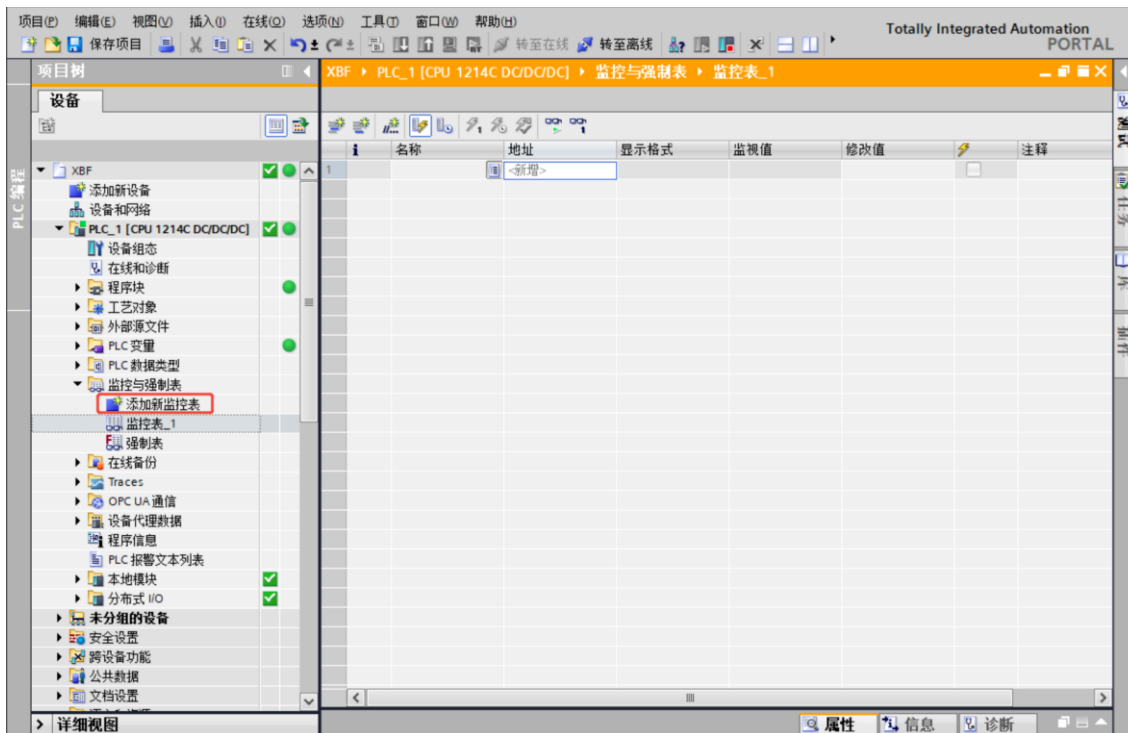 项目(P) 编辑(E) 视图(V) 插入(I) 在线(O) 选项(N) 工具(T) 窗口(W) 帮助(H)
Totally Integrated Automation
PORTAL
保存项目 转至在线 转至离线
项目树
XBF PLC_1 [CPU 1214C DC/DC/DC] 监控与强制表 监控表_1
设备
i 名称 地址 显示格式 监视值 修改值 注释
1 <新增>
XBF
添加新设备
设备和网络
PLC_1 [CPU 1214C DC/DC/DC]
设备组态
在线和诊断
程序块
工艺对象
外部源文件
PLC 变量
PLC 数据类型
监控与强制表
添加新监控表
监控表_1
强制表
在线备份
Traces
OPC UA 通信
设备代理数据
程序信息
PLC 报警文本列表
本地模块
分布式 I/O
未分组的设备
安全设置
跨设备功能
公共数据
文档设置
详细视图
属性 信息 诊断
PLC 编程
任务
库
插件